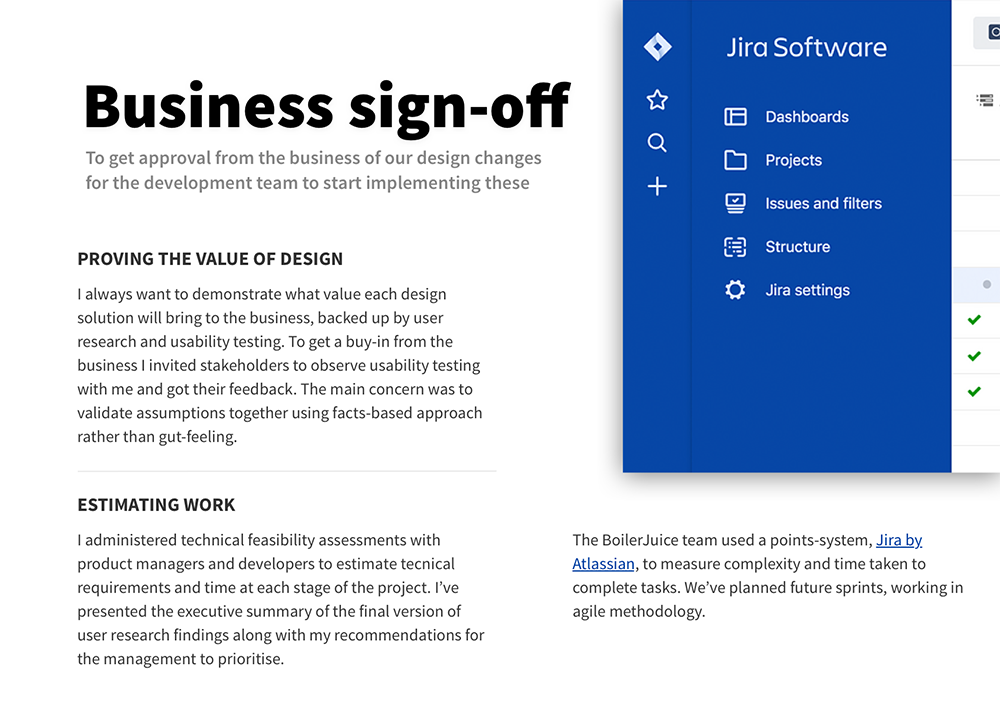 Business sign-off
To get approval from the business of our design changes
for the development team to start implementing these
PROVING THE VALUE OF DESIGN
I always want to demonstrate what value each design
solution will bring to the business, backed up by user
research and usability testing. To get a buy-in from the
business I invited stakeholders to observe usability testing
with me and got their feedback. The main concern was to
validate assumptions together using facts-based approach
rather than gut-feeling.
ESTIMATING WORK
I administered technical feasibility assessments with
product managers and developers to estimate tecnical
requirements and time at each stage of the project. I’ve
presented the executive summary of the final version of
user research findings along with my recommendations for
the management to prioritise.
Jira Software
Dashboards
Projects
Issues and filters
Structure
Jira settings
The BoilerJuice team used a points-system, Jira by
Atlassian, to measure complexity and time taken to
complete tasks. We’ve planned future sprints, working in
agile methodology.